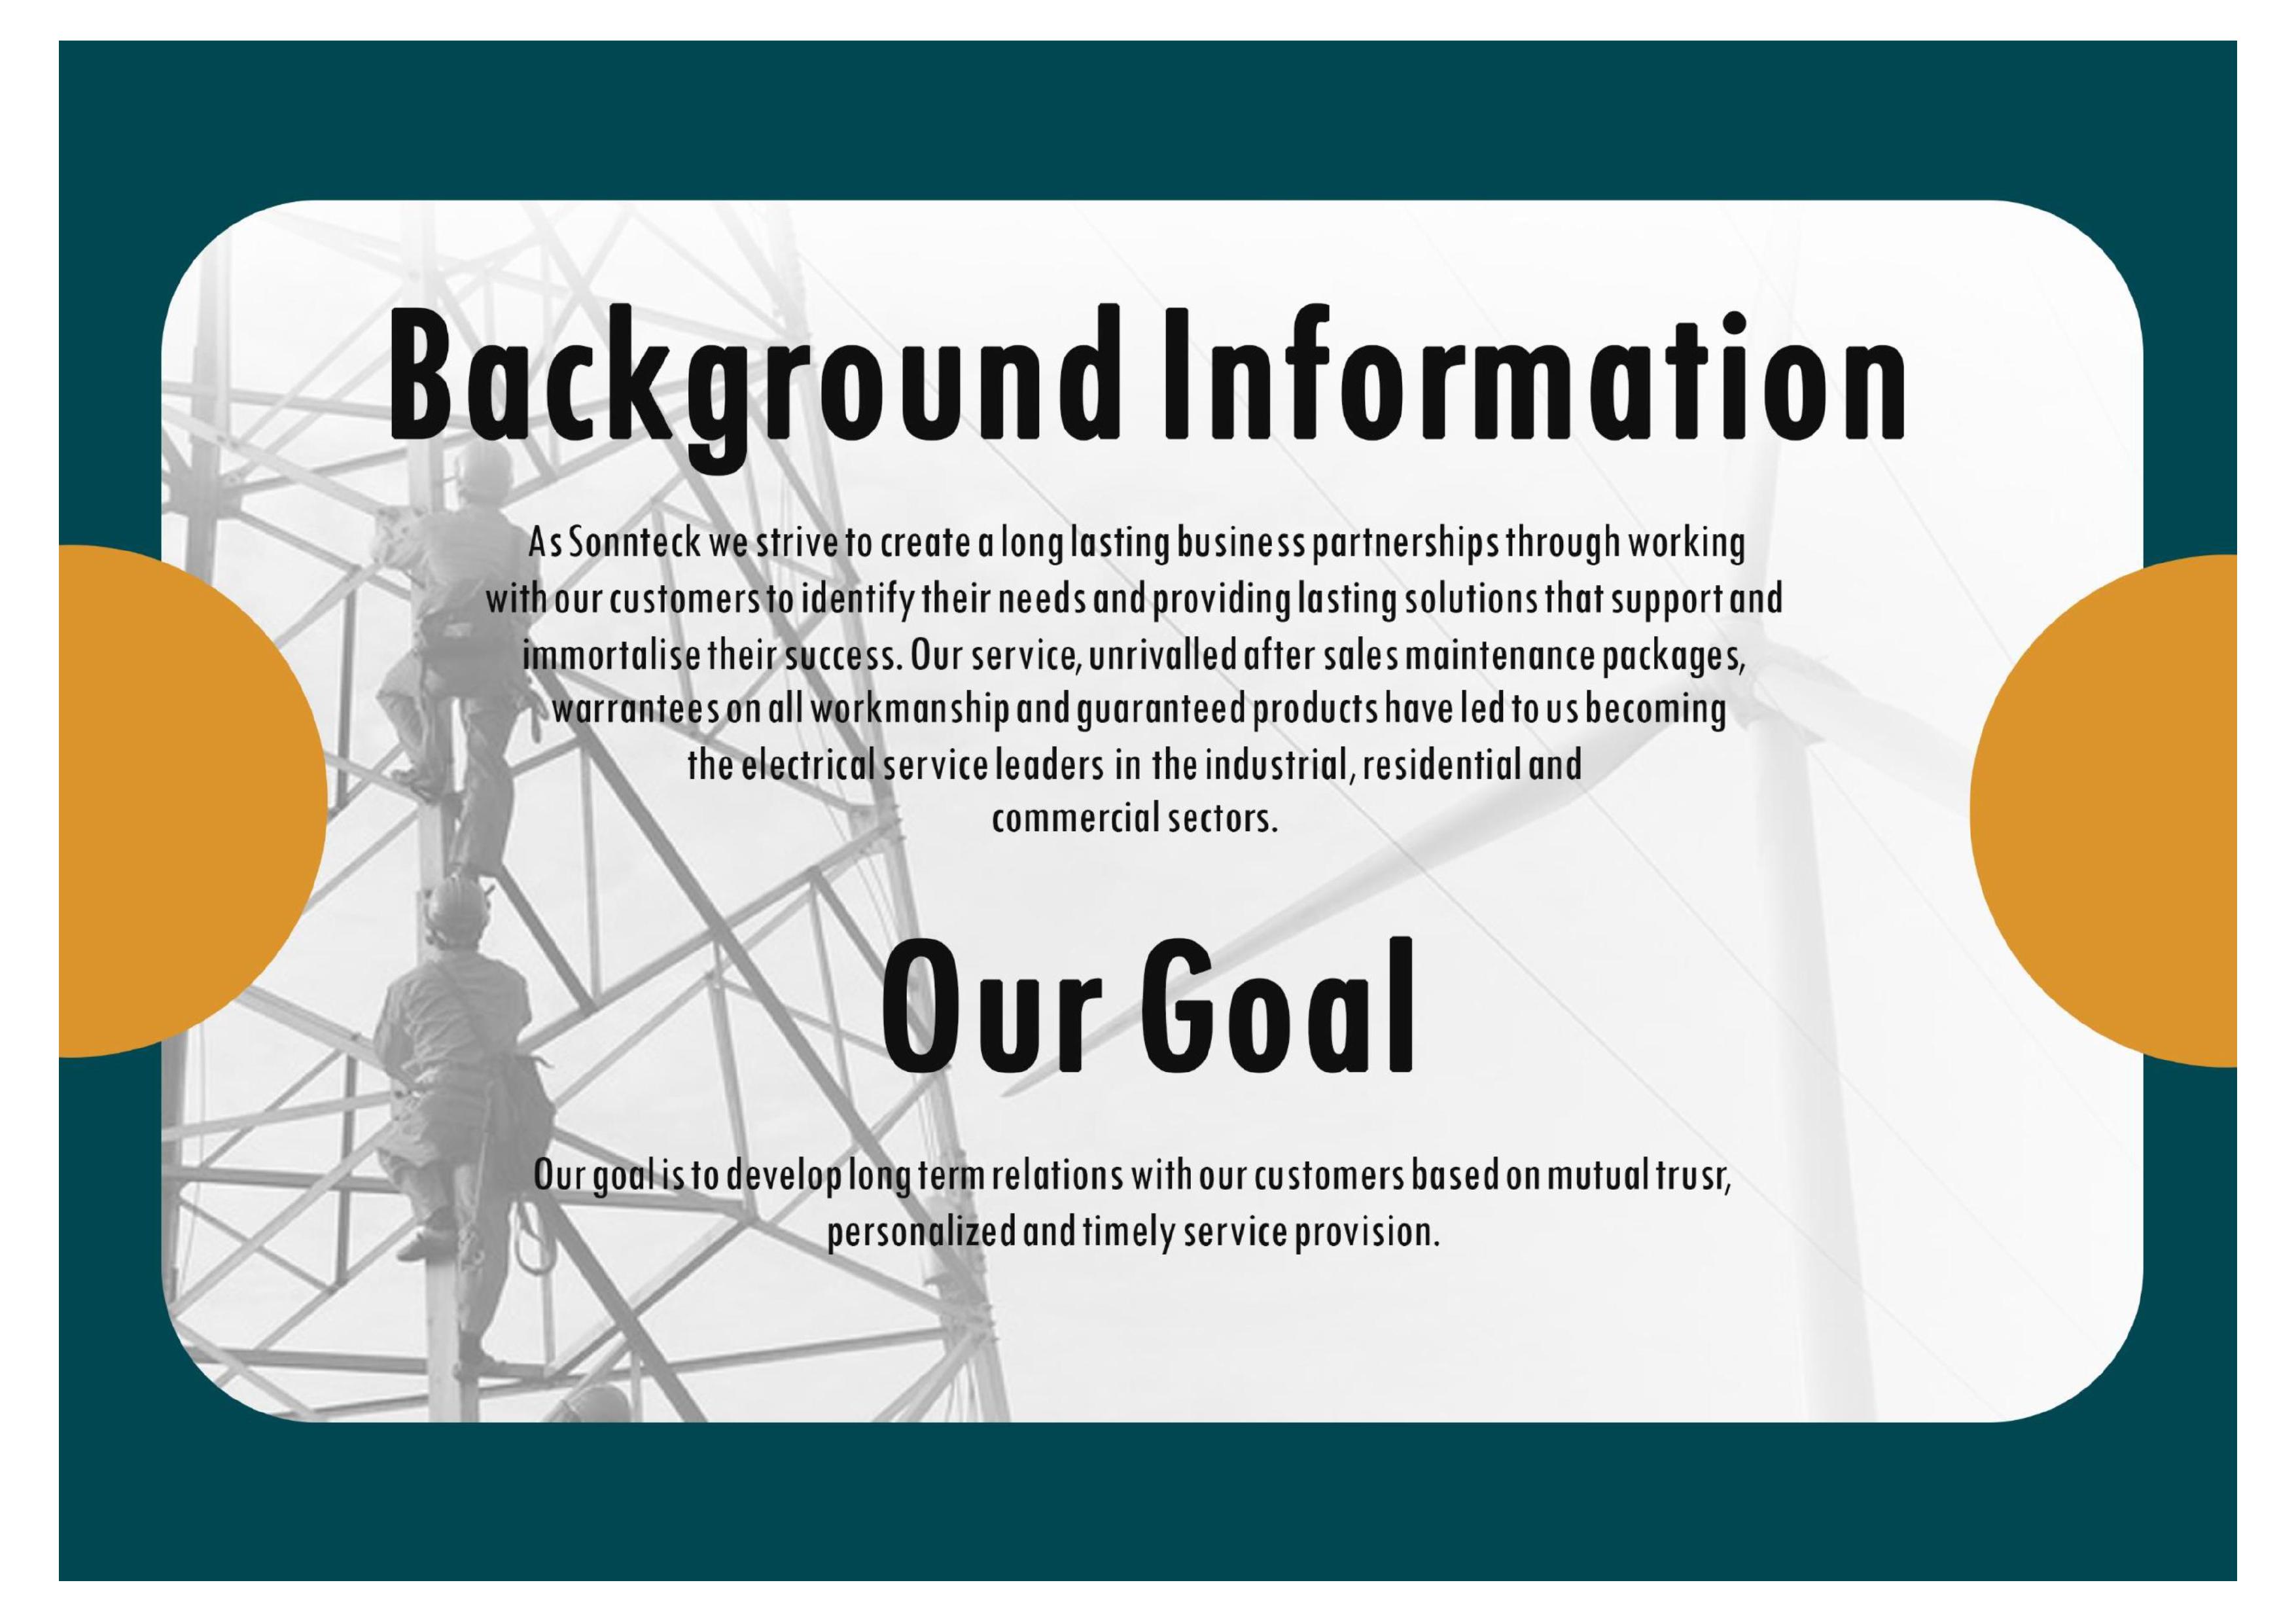 Background Information
As Sonnteck we strive to create a long lasting business partnerships through working
with our customers to identify their needs and providing lasting solutions that support and
immortalise their success. Our service, unrivalled after sales maintenance packages,
warrantees on all workmanship and guaranteed products have led to us becoming
the electrical service leaders in the industrial, residential and
commercial sectors.
Our Goal
Our goal is to develop long term relations with our customers based on mutual trusr,
personalized and timely service provision.